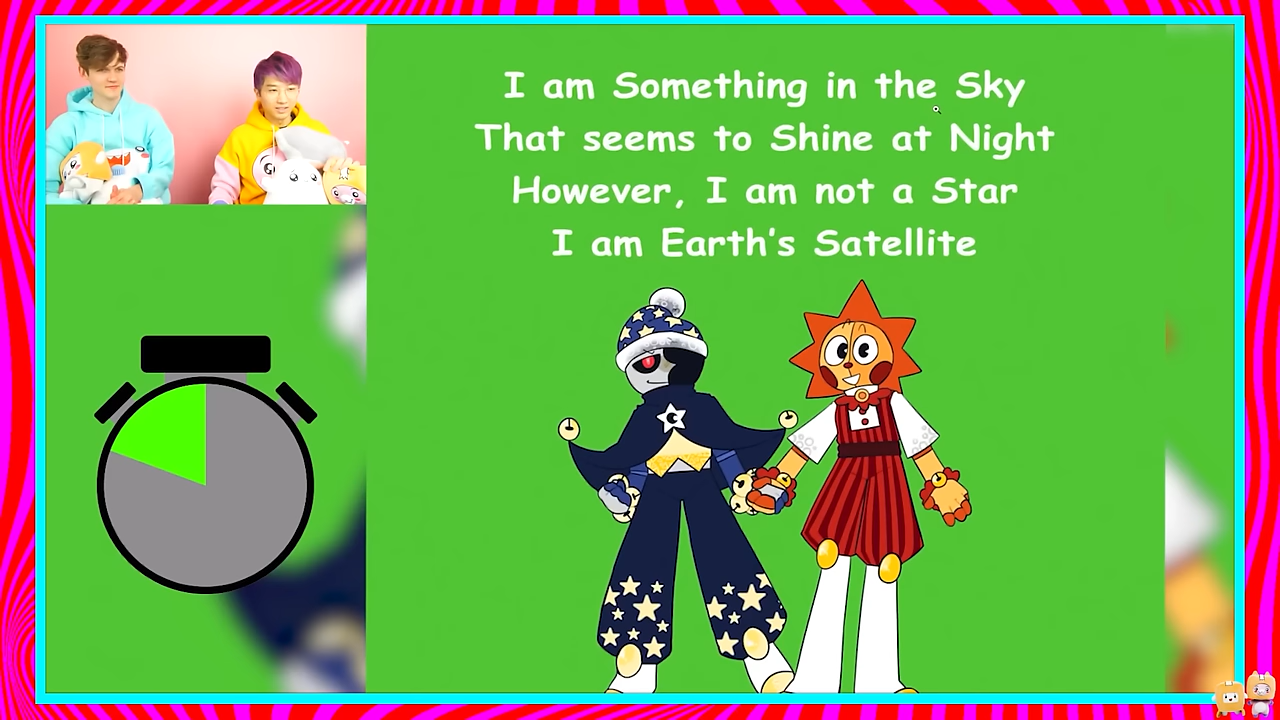 I am Something in the Sky
That seems to Shine at Night
However, I am not a Star
I am Earth's Satellite